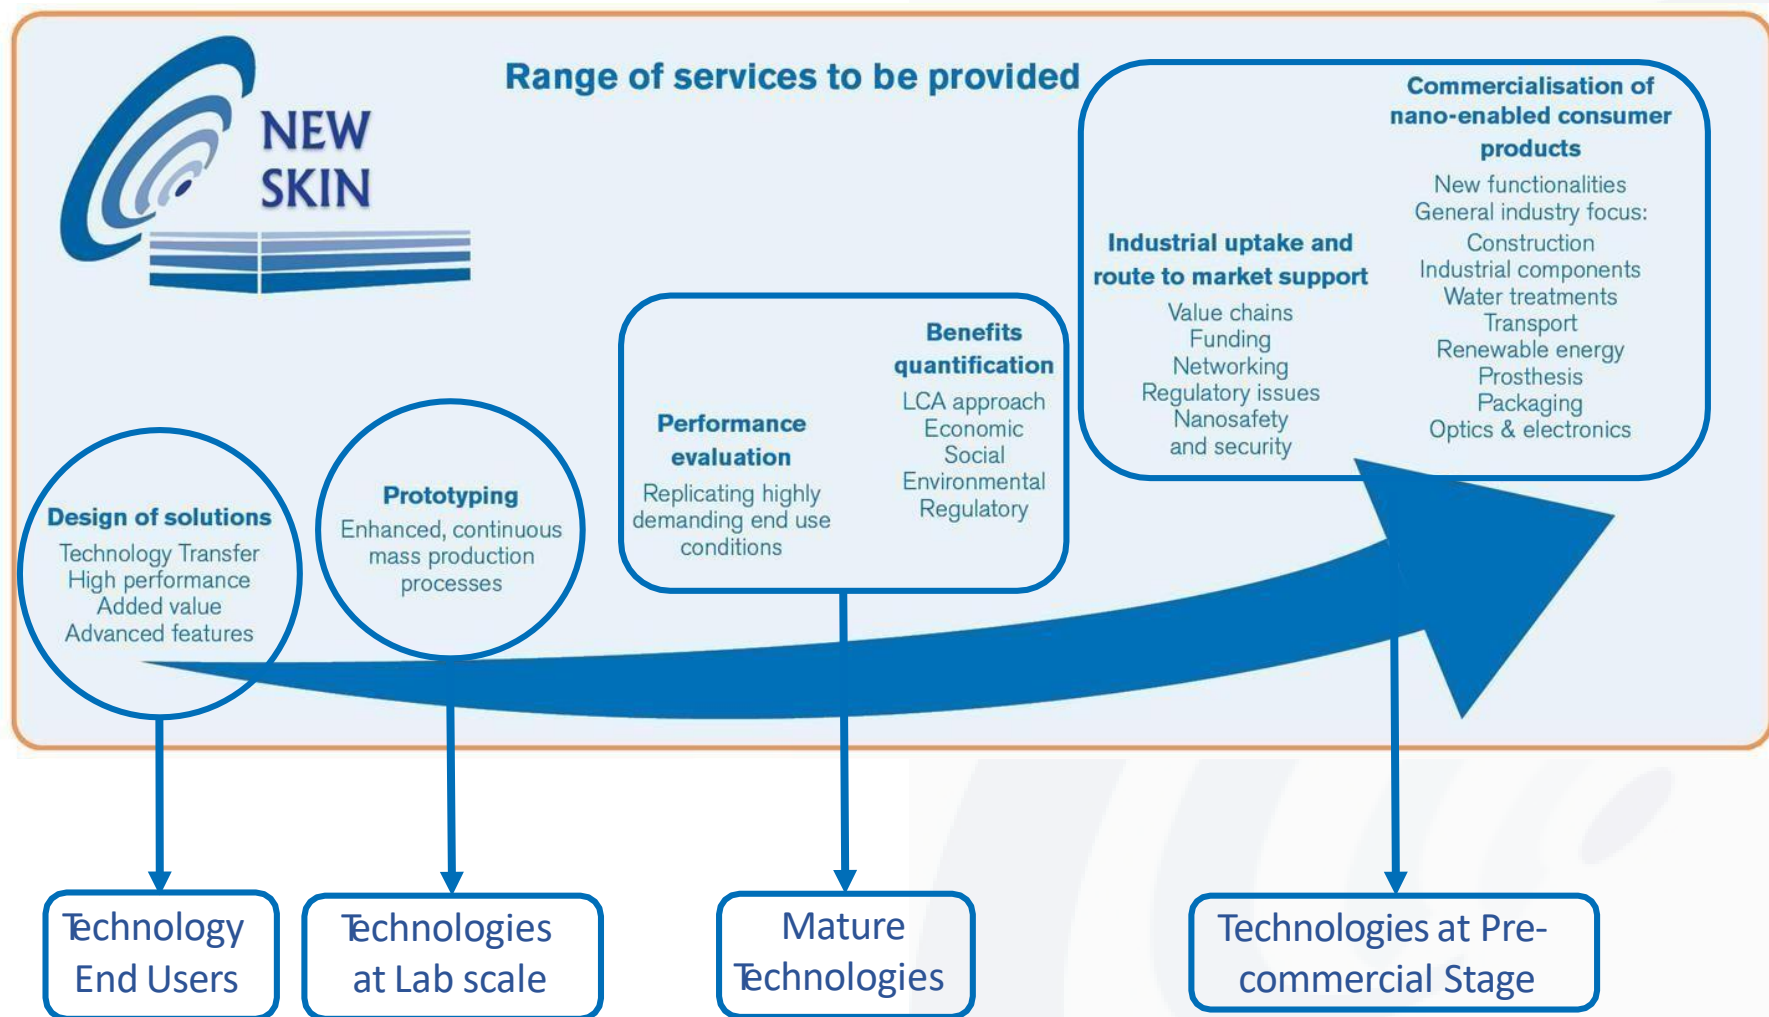 NEW
SKIN
Range of services to be provided
Design of solutions
Technology Transfer
High performance
Added value
Advanced features
Prototyping
Enhanced, continuous
mass production
processes
Performance
evaluation
Replicating highly
demanding end use
conditions
Benefits
quantification
LCA approach
Economic
Social
Environmental
Regulatory
Industrial uptake and
route to market support
Value chains
Funding
Networking
Regulatory issues
Nanosafety
and security
Commercialisation of
nano-enabled consumer
products
New functionalities
General industry focus:
Construction
Industrial components
Water treatments
Transport
Renewable energy
Prosthesis
Packaging
Optics & electronics
Technology
End Users
Technologies
at Lab scale
Mature
Technologies
Technologies at Pre-
commercial Stage